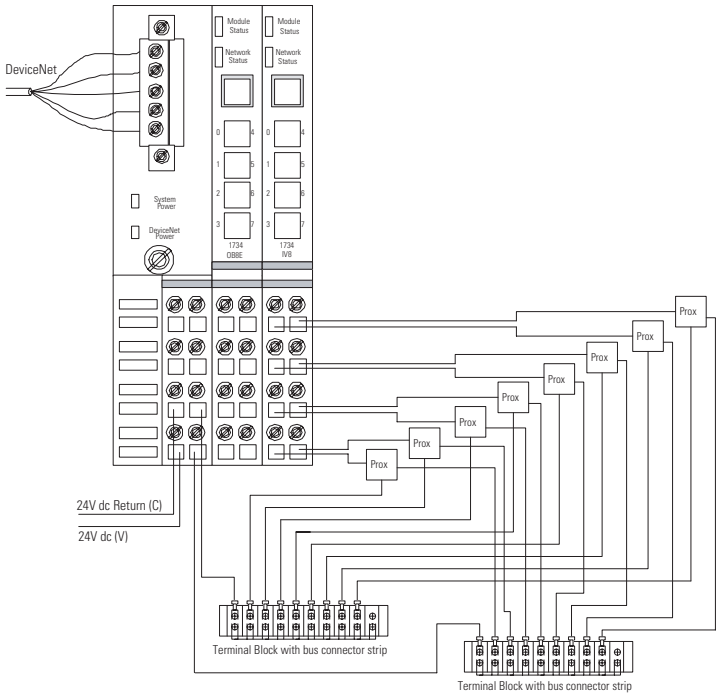 DeviceNet
Module
Status
Module
Status
Network
Status
Network
Status
0 4
0 4
1 5
1 5
2 6
2 6
3 7
3 7
1734
OB8E
1734
IV8
System
Power
DeviceNet
Power
Prox
Prox
Prox
Prox
Prox
Prox
Prox
Prox
24V dc Return (C)
24V dc (V)
Terminal Block with bus connector strip
Terminal Block with bus connector strip